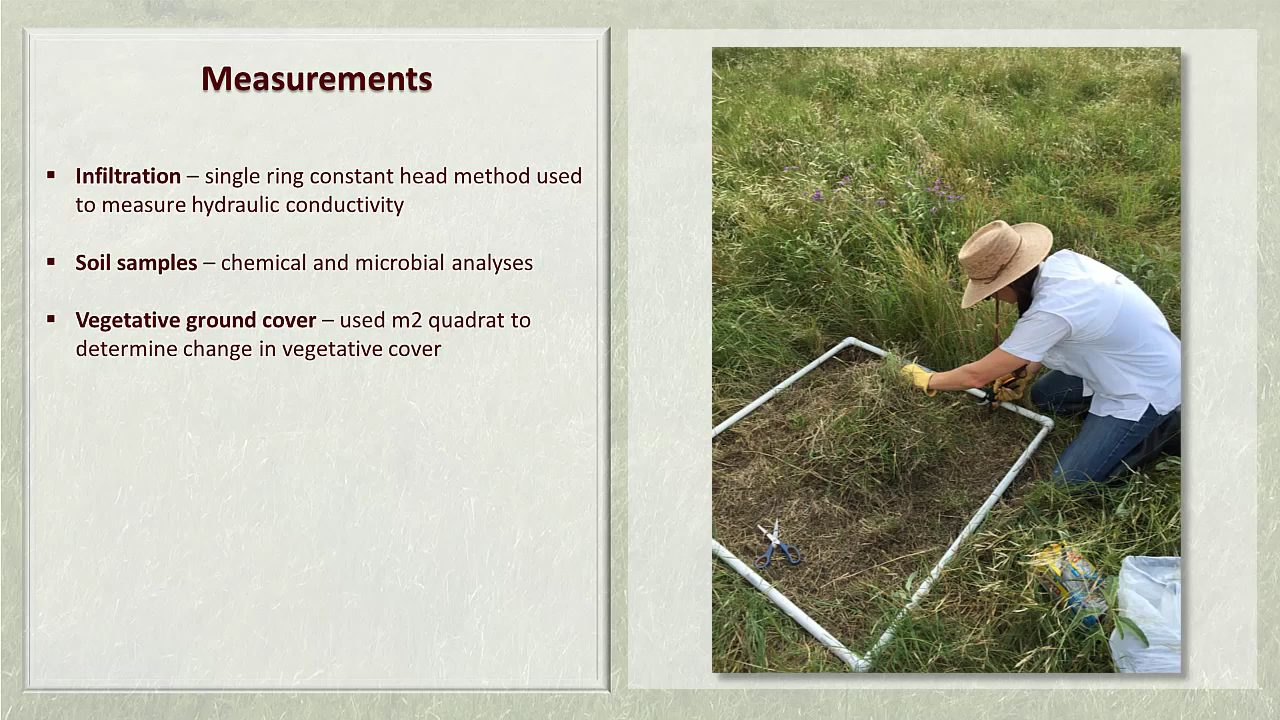 Measurements
▪ Infiltration – single ring constant head method used
to measure hydraulic conductivity
▪ Soil samples – chemical and microbial analyses
▪ Vegetative ground cover – used m2 quadrat to
determine change in vegetative cover